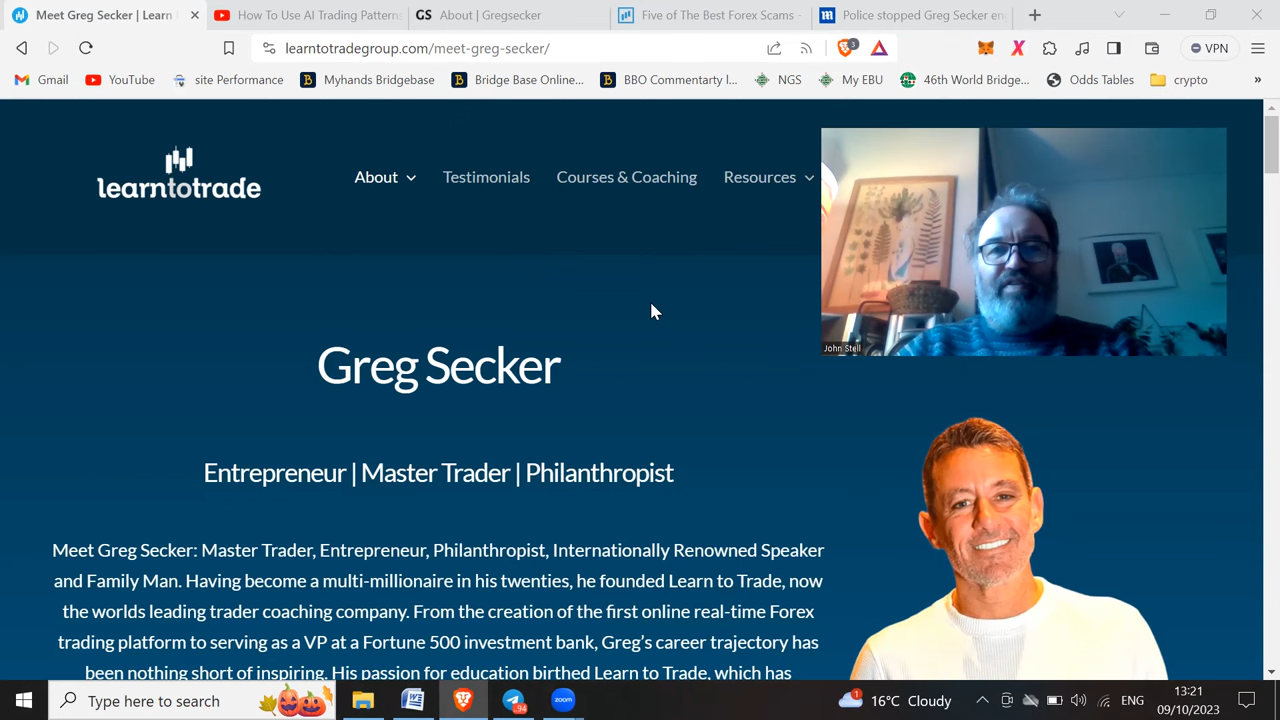 Meet Greg Secker | Learn
How To Use AI Trading Patterns
GS About | Gregsecker
Five of The Best Forex Scams -
Police stopped Greg Secker en
learntotradegroup.com/meet-greg-secker/
3
VPN
Gmail
YouTube
site Performance
Myhands Bridgebase
Bridge Base Online...
BBO Commentarty I...
NGS
My EBU
46th World Bridge...
Odds Tables
crypto
»
learntotrade
About
Testimonials
Courses & Coaching
Resources
John Stell
Greg Secker
Entrepreneur | Master Trader | Philanthropist
Meet Greg Secker: Master Trader, Entrepreneur, Philanthropist, Internationally Renowned Speaker
and Family Man. Having become a multi-millionaire in his twenties, he founded Learn to Trade, now
the worlds leading trader coaching company. From the creation of the first online real-time Forex
trading platform to serving as a VP at a Fortune 500 investment bank, Greg's career trajectory has
been nothing short of inspiring. His passion for education birthed Learn to Trade, which has
Type here to search
94
zoom
1
16°C Cloudy
ENG
13:21
09/10/2023